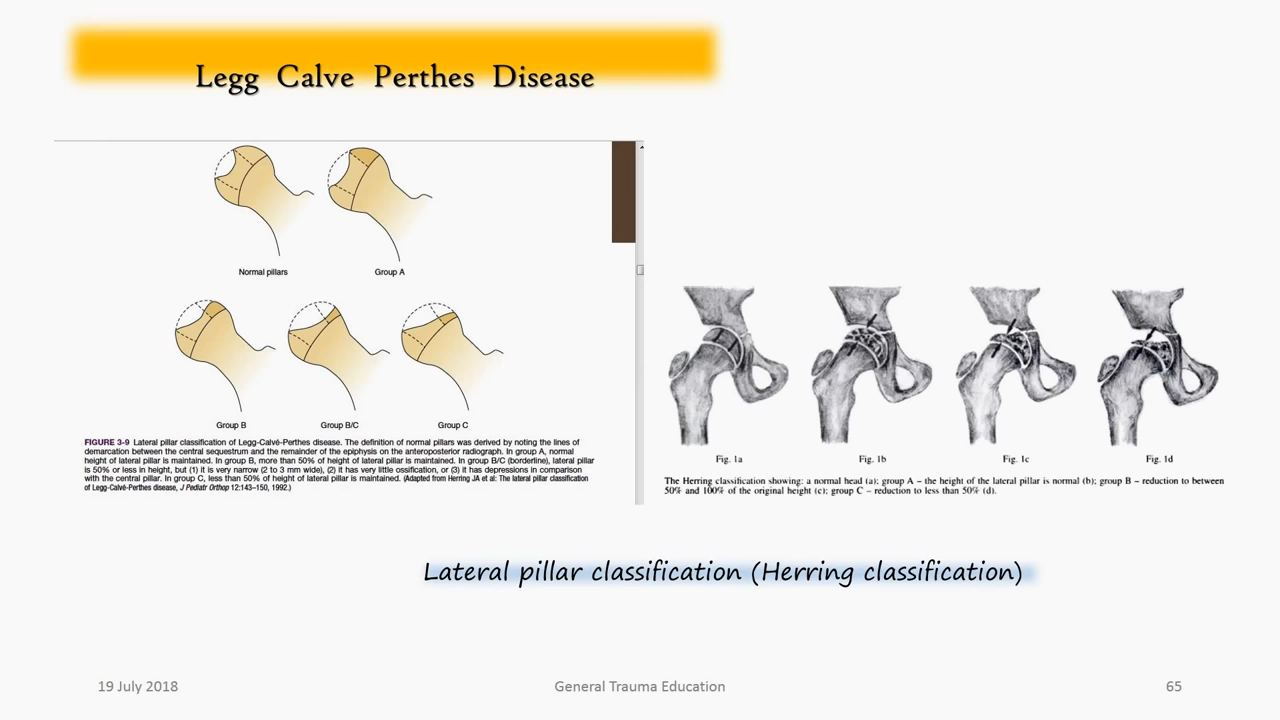 Legg Calve Perthes Disease
Normal pillars
Group A
Group B
Group B/C
Group C
FIGURE 3-9 Lateral pillar classification of Legg-Calvé-Perthes disease. The definition of normal pillars was derived by noting the lines of
demarcation between the central sequestrum and the remainder of the epiphysis on the anteroposterior radiograph. In group A, normal
height of lateral pillar is maintained. In group B, more than 50% of height of lateral pillar is maintained. In group B/C (borderline), lateral pillar
is 50% or less in height, but (1) it is very narrow (2 to 3 mm wide), (2) it has very little ossification, or (3) it has depressions in comparison
with the central pillar. In group C, less than 50% of height of lateral pillar is maintained. (Adapted from Herring JA et al: The lateral pillar classification
of Legg-Calvé-Perthes disease, J Pediatr Orthop 12:143–150, 1992.)
Fig. 1a
Fig. 1b
Fig. 1c
Fig. 1d
The Herring classification showing: a normal head (a); group A – the height of the lateral pillar is normal (b); group B – reduction to between
50% and 100% of the original height (c); group C – reduction to less than 50% (d).
Lateral pillar classification (Herring classification)
19 July 2018
General Trauma Education
65